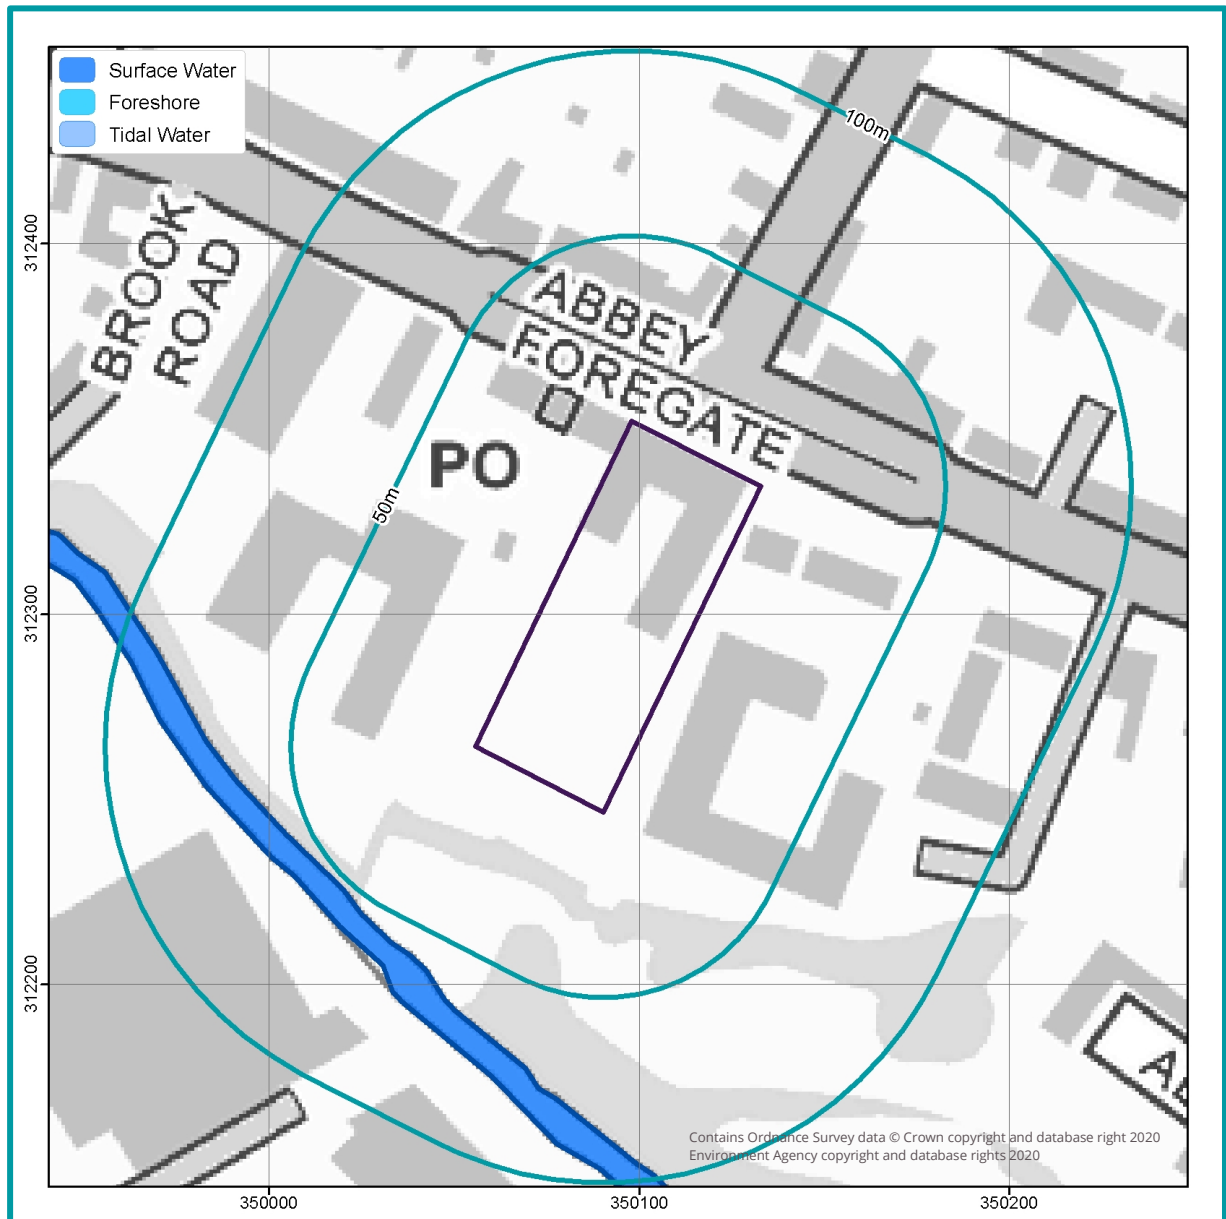 Surface Water
Foreshore
Tidal Water
100m
BROOK
ROAD
ABBEY
FOREGATE
PO
50m
312400
312300
312200
AL
Contains Ordnance Survey data © Crown copyright and database right 2020
Environment Agency copyright and database rights 2020
350000
350100
350200